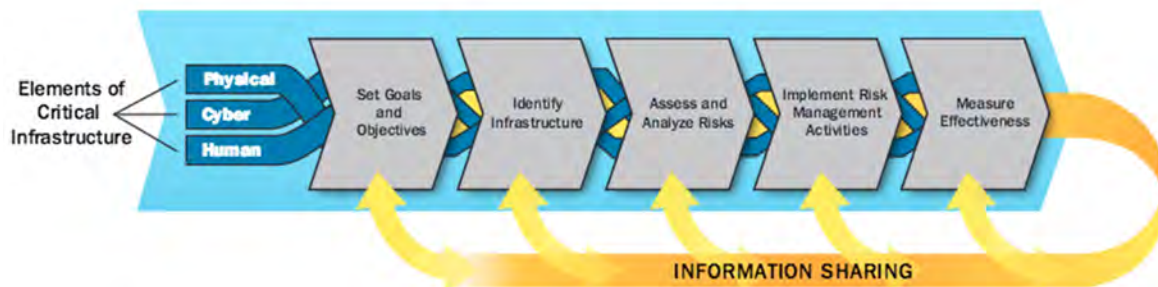 Elements of
Critical
Infrastructure
Physical
Cyber
Human
Set Goals
and
Objectives
Identify
Infrastructure
Assess and
Analyze Risks
Implement Risk
Management
Activities
Measure
Effectiveness
INFORMATION SHARING